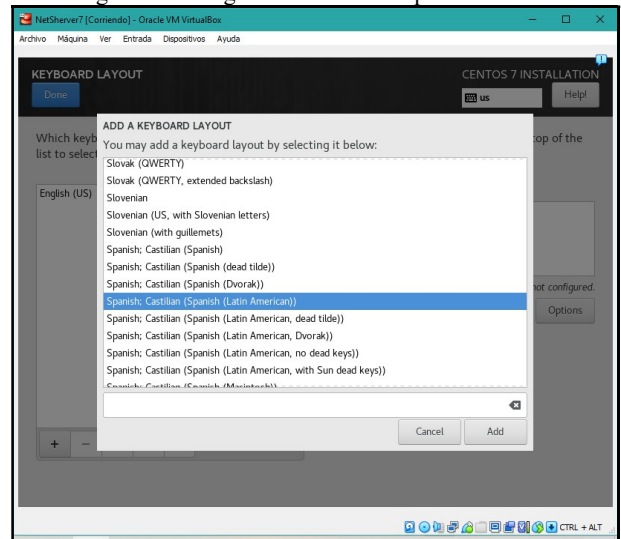 NetSherver7 [Corriendo] - Oracle VM VirtualBox
Archivo Máquina Ver Entrada Dispositivos Ayuda
KEYBOARD LAYOUT
CENTOS 7 INSTALLATION
Done
us
Help!
Which keyb
top of the
list to select
English (US)
ADD A KEYBOARD LAYOUT
You may add a keyboard layout by selecting it below:
Slovak (QWERTY)
Slovak (QWERTY, extended backslash)
Slovenian
Slovenian (US, with Slovenian letters)
Slovenian (with guillemets)
Spanish; Castilian (Spanish)
Spanish; Castilian (Spanish (dead tilde))
Spanish; Castilian (Spanish (Dvorak))
Spanish; Castilian (Spanish (Latin American))
Spanish; Castilian (Spanish (Latin American, dead tilde))
Spanish; Castilian (Spanish (Latin American, Dvorak))
Spanish; Castilian (Spanish (Latin American, no dead keys))
Spanish; Castilian (Spanish (Latin American, with Sun dead keys))
Spanish; Castilian (Spanish (Macintosh))
not configured.
Options
Cancel
Add
+ -
CTRL + ALT